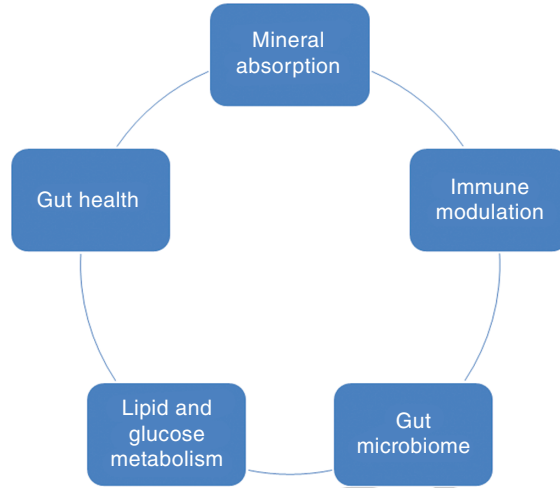 Mineral
absorption
Immune
modulation
Gut
microbiome
Lipid and
glucose
metabolism
Gut health